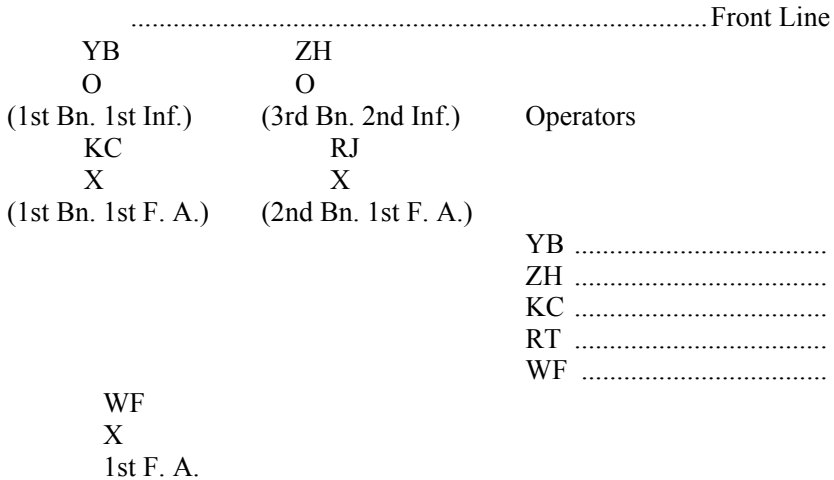 ..................................................................................Front Line
YB ZH
O O
(1st Bn. 1st Inf.) (3rd Bn. 2nd Inf.) Operators
KC RJ
X X
(1st Bn. 1st F. A.) (2nd Bn. 1st F. A.)
YB ....................................
ZH ....................................
KC ....................................
RT ....................................
WF ...................................
WF
X
1st F. A.